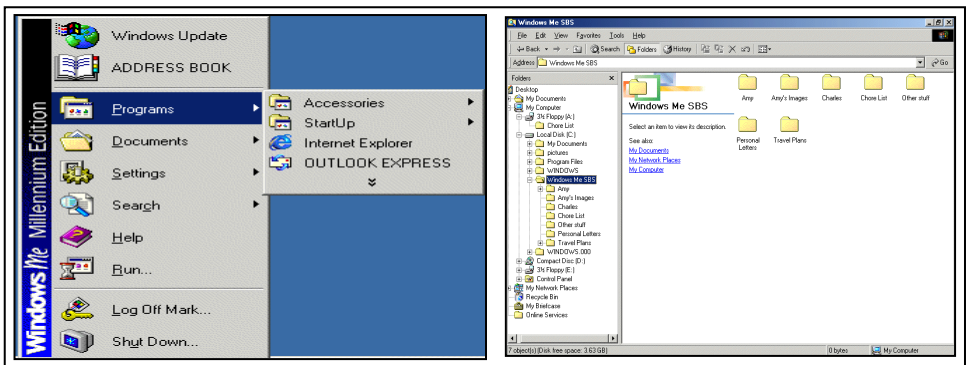 Windows Update
ADDRESS BOOK
Programs
Documents
Settings
Search
Help
Run...
Log Off Mark...
Shut Down...
Windows Me Millennium Edition
Accessories
StartUp
Internet Explorer
OUTLOOK EXPRESS
Windows Me SBS
File Edit View Favorites Tools Help
Back Search Folders History
Address Windows Me SBS Go
Folders
Desktop
My Documents
My Computer
3½ Floppy (A:)
Chore List
Local Disk (C:)
My Documents
pictures
Program Files
WINDOWS
Windows Me SBS
Amy
Amy's Images
Charles
Chore List
Other stuff
Personal Letters
Travel Plans
WINDOWS.000
Compact Disc (D:)
3½ Floppy (E:)
Control Panel
My Network Places
Recycle Bin
My Briefcase
Online Services
Windows Me SBS
Select an item to view its description.
See also:
My Documents
My Network Places
My Computer
Amy Amy's Images Charles Chore List Other stuff
Personal Letters Travel Plans
7 object(s) (Disk free space: 3.63 GB) 0 bytes My Computer